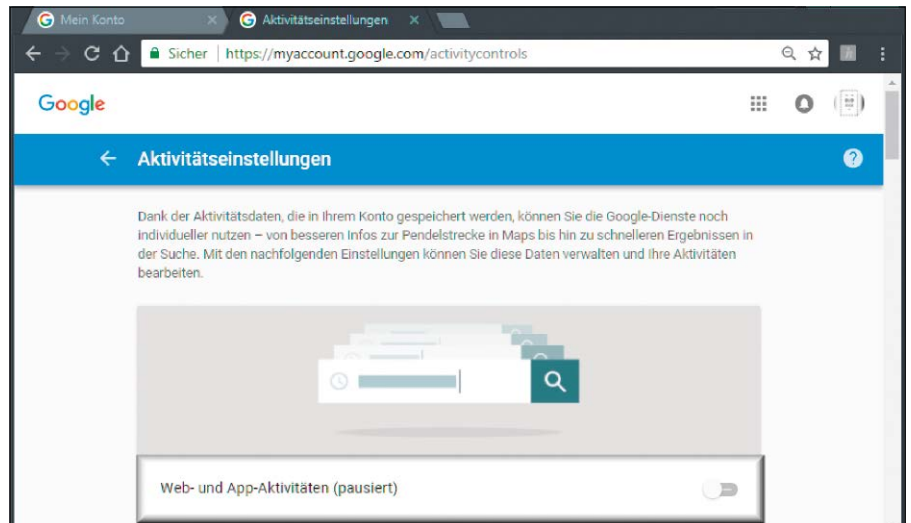 Mein Konto
Aktivitätseinstellungen
Sicher | https://myaccount.google.com/activitycontrols
Google
Aktivitätseinstellungen
Dank der Aktivitätsdaten, die in Ihrem Konto gespeichert werden, können Sie die Google-Dienste noch
individueller nutzen – von besseren Infos zur Pendelstrecke in Maps bis hin zu schnelleren Ergebnissen in
der Suche. Mit den nachfolgenden Einstellungen können Sie diese Daten verwalten und Ihre Aktivitäten
bearbeiten.
Web- und App-Aktivitäten (pausiert)